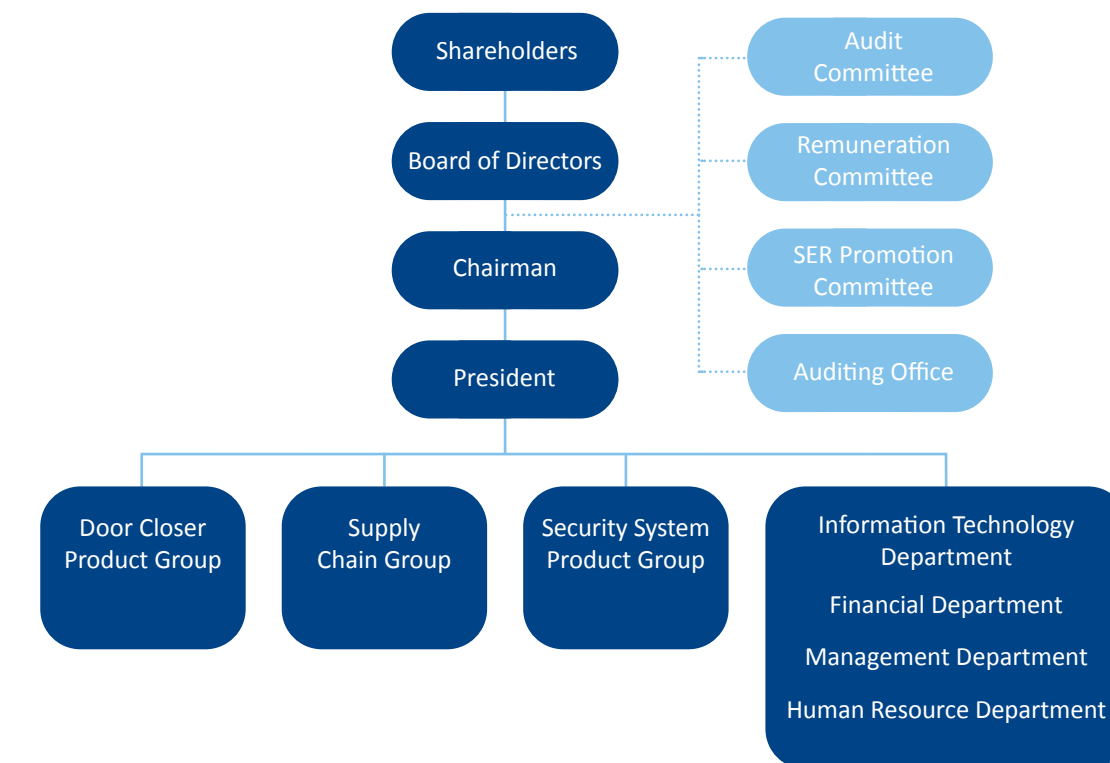 Shareholders
Board of Directors
Chairman
President
Audit
Committee
Remuneration
Committee
SER Promotion
Committee
Auditing Office
Door Closer
Product Group
Supply
Chain Group
Security System
Product Group
Information Technology
Department
Financial Department
Management Department
Human Resource Department